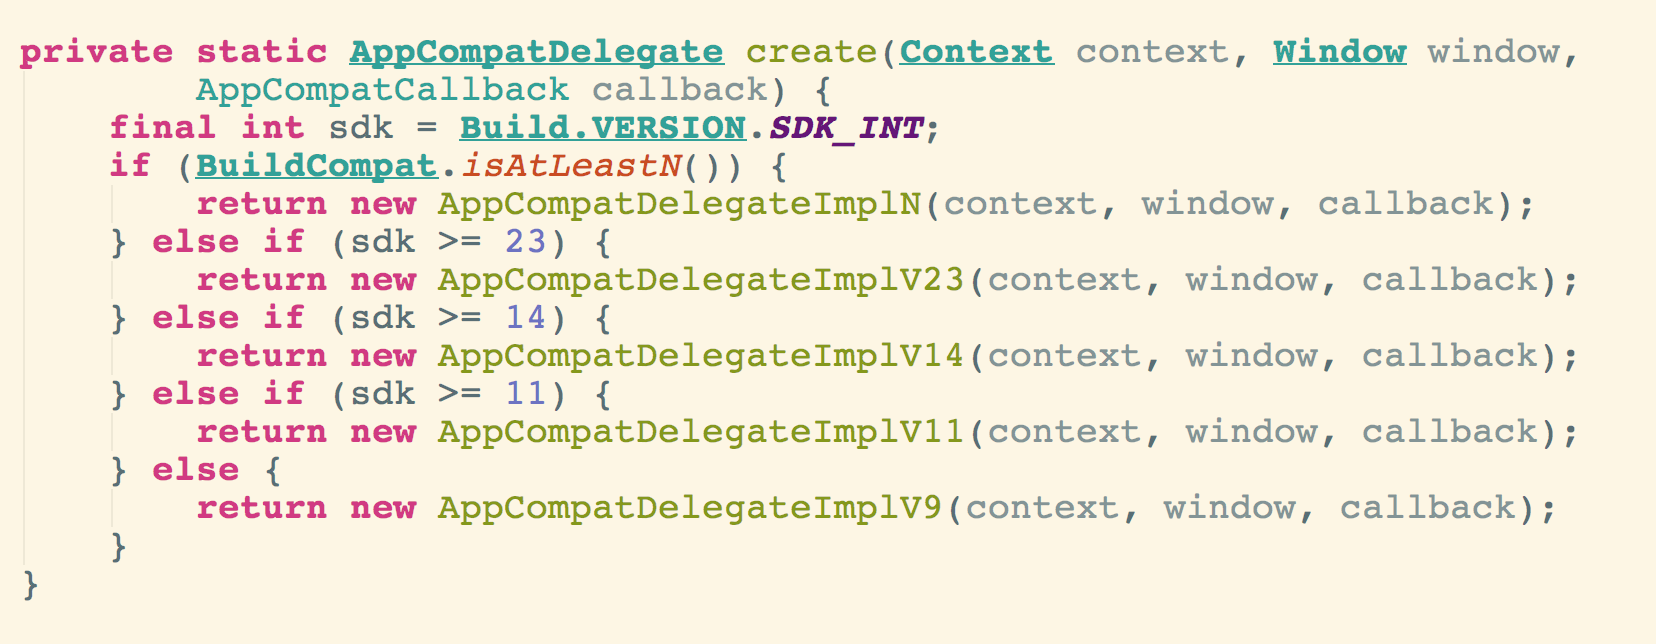 private static AppCompatDelegate create(Context context, Window window,
        AppCompatCallback callback) {
    final int sdk = Build.VERSION.SDK_INT;
    if (BuildCompat.isAtLeastN()) {
        return new AppCompatDelegateImplN(context, window, callback);
    } else if (sdk >= 23) {
        return new AppCompatDelegateImplV23(context, window, callback);
    } else if (sdk >= 14) {
        return new AppCompatDelegateImplV14(context, window, callback);
    } else if (sdk >= 11) {
        return new AppCompatDelegateImplV11(context, window, callback);
    } else {
        return new AppCompatDelegateImplV9(context, window, callback);
    }
}